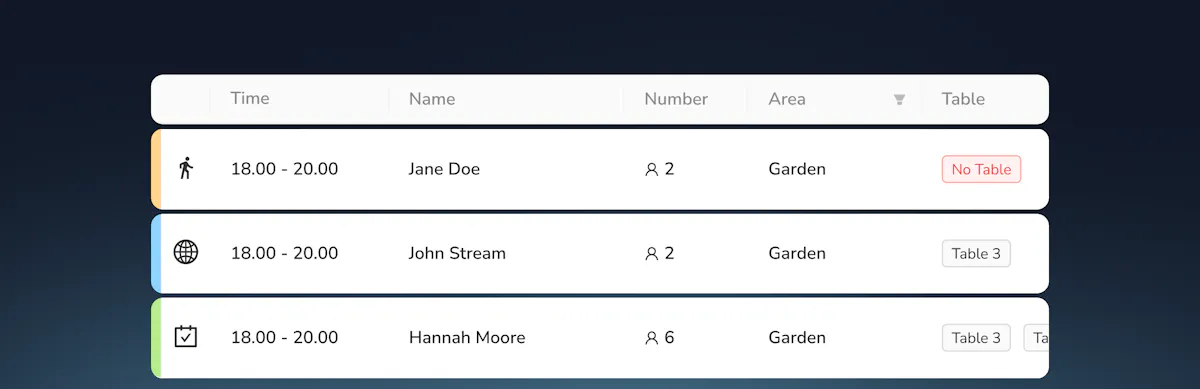 Time Name Number Area Table
18.00 - 20.00 Jane Doe 2 Garden No Table
18.00 - 20.00 John Stream 2 Garden Table 3
18.00 - 20.00 Hannah Moore 6 Garden Table 3